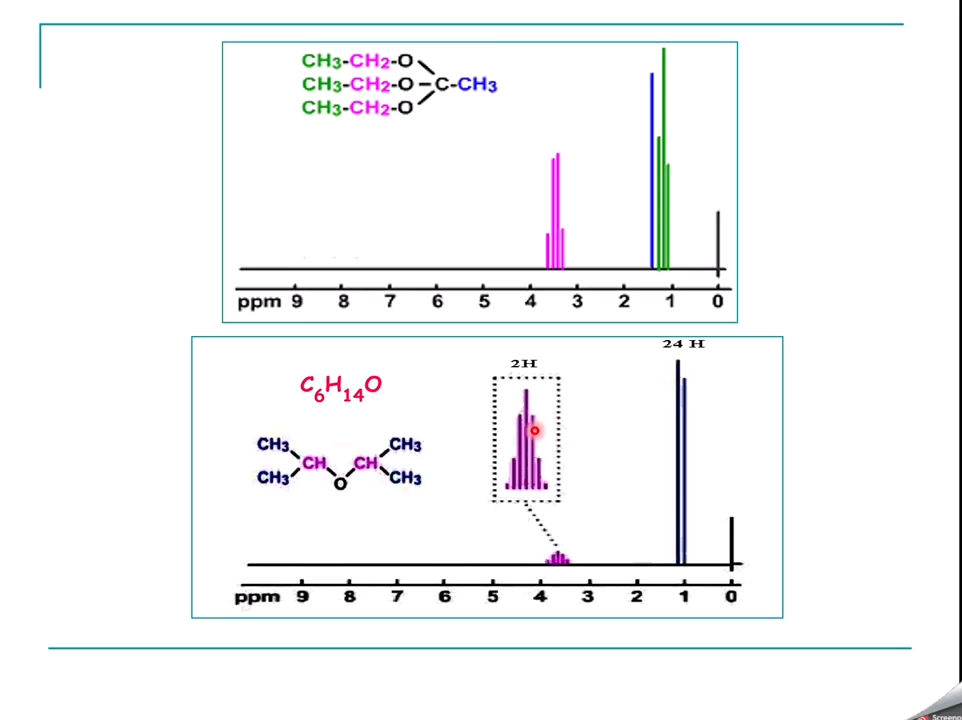 CH3-CH2-O
CH3-CH2-O-C-CH3
CH3-CH2-O
ppm 9 8 7 6 5 4 3 2 1 0
24 H
2H
C6H14O
CH3 CH3
CH CH
CH3 O CH3
ppm 9 8 7 6 5 4 3 2 1 0